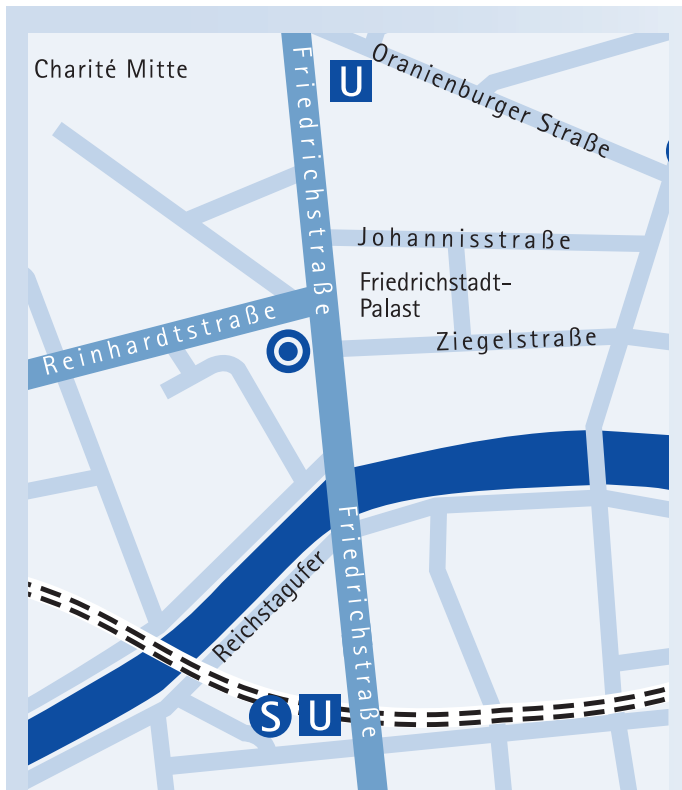 Charité Mitte
Friedrichstraße
U
Oranienburger Straße
Johannisstraße
Friedrichstadt-
Palast
Reinhardtstraße
Ziegelstraße
Friedrichstraße
Reichstagufer
S
U